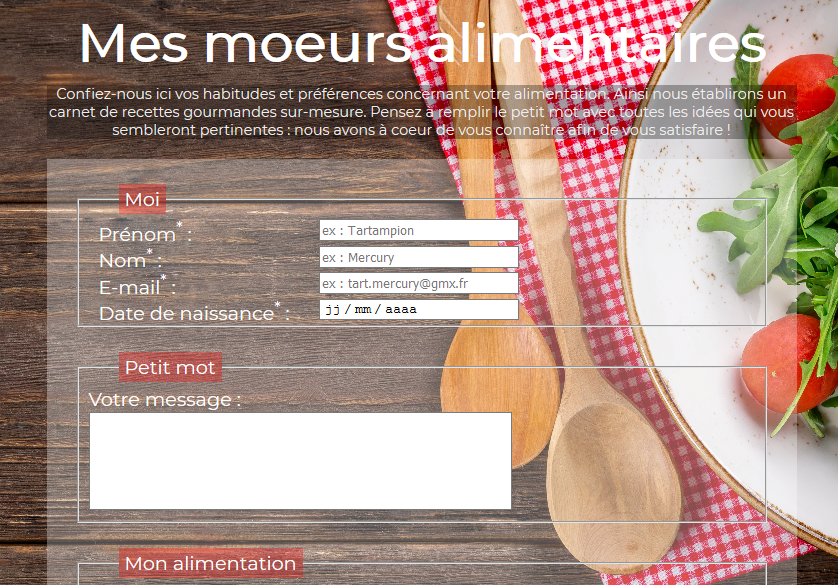 Mes moeurs alimentaires
Confiez-nous ici vos habitudes et préférences concernant votre alimentation. Ainsi nous établirons un
carnet de recettes gourmandes sur-mesure. Pensez à remplir le petit mot avec toutes les idées qui vous
sembleront pertinentes : nous avons à coeur de vous connaître afin de vous satisfaire !
Moi
Prénom* : ex : Tartampion
Nom* : ex : Mercury
E-mail* : ex : tart.mercury@gmx.fr
Date de naissance* : jj / mm / aaaa
Petit mot
Votre message :
Mon alimentation